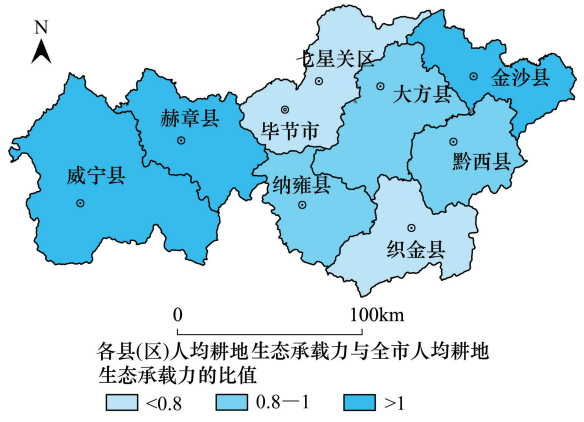 N
七星关区
金沙县
大方县
赫章县
毕节市
黔西县
威宁县
纳雍县
织金县
0 100km
各县(区)人均耕地生态承载力与全市人均耕地
生态承载力的比值
<0.8 0.8—1 >1